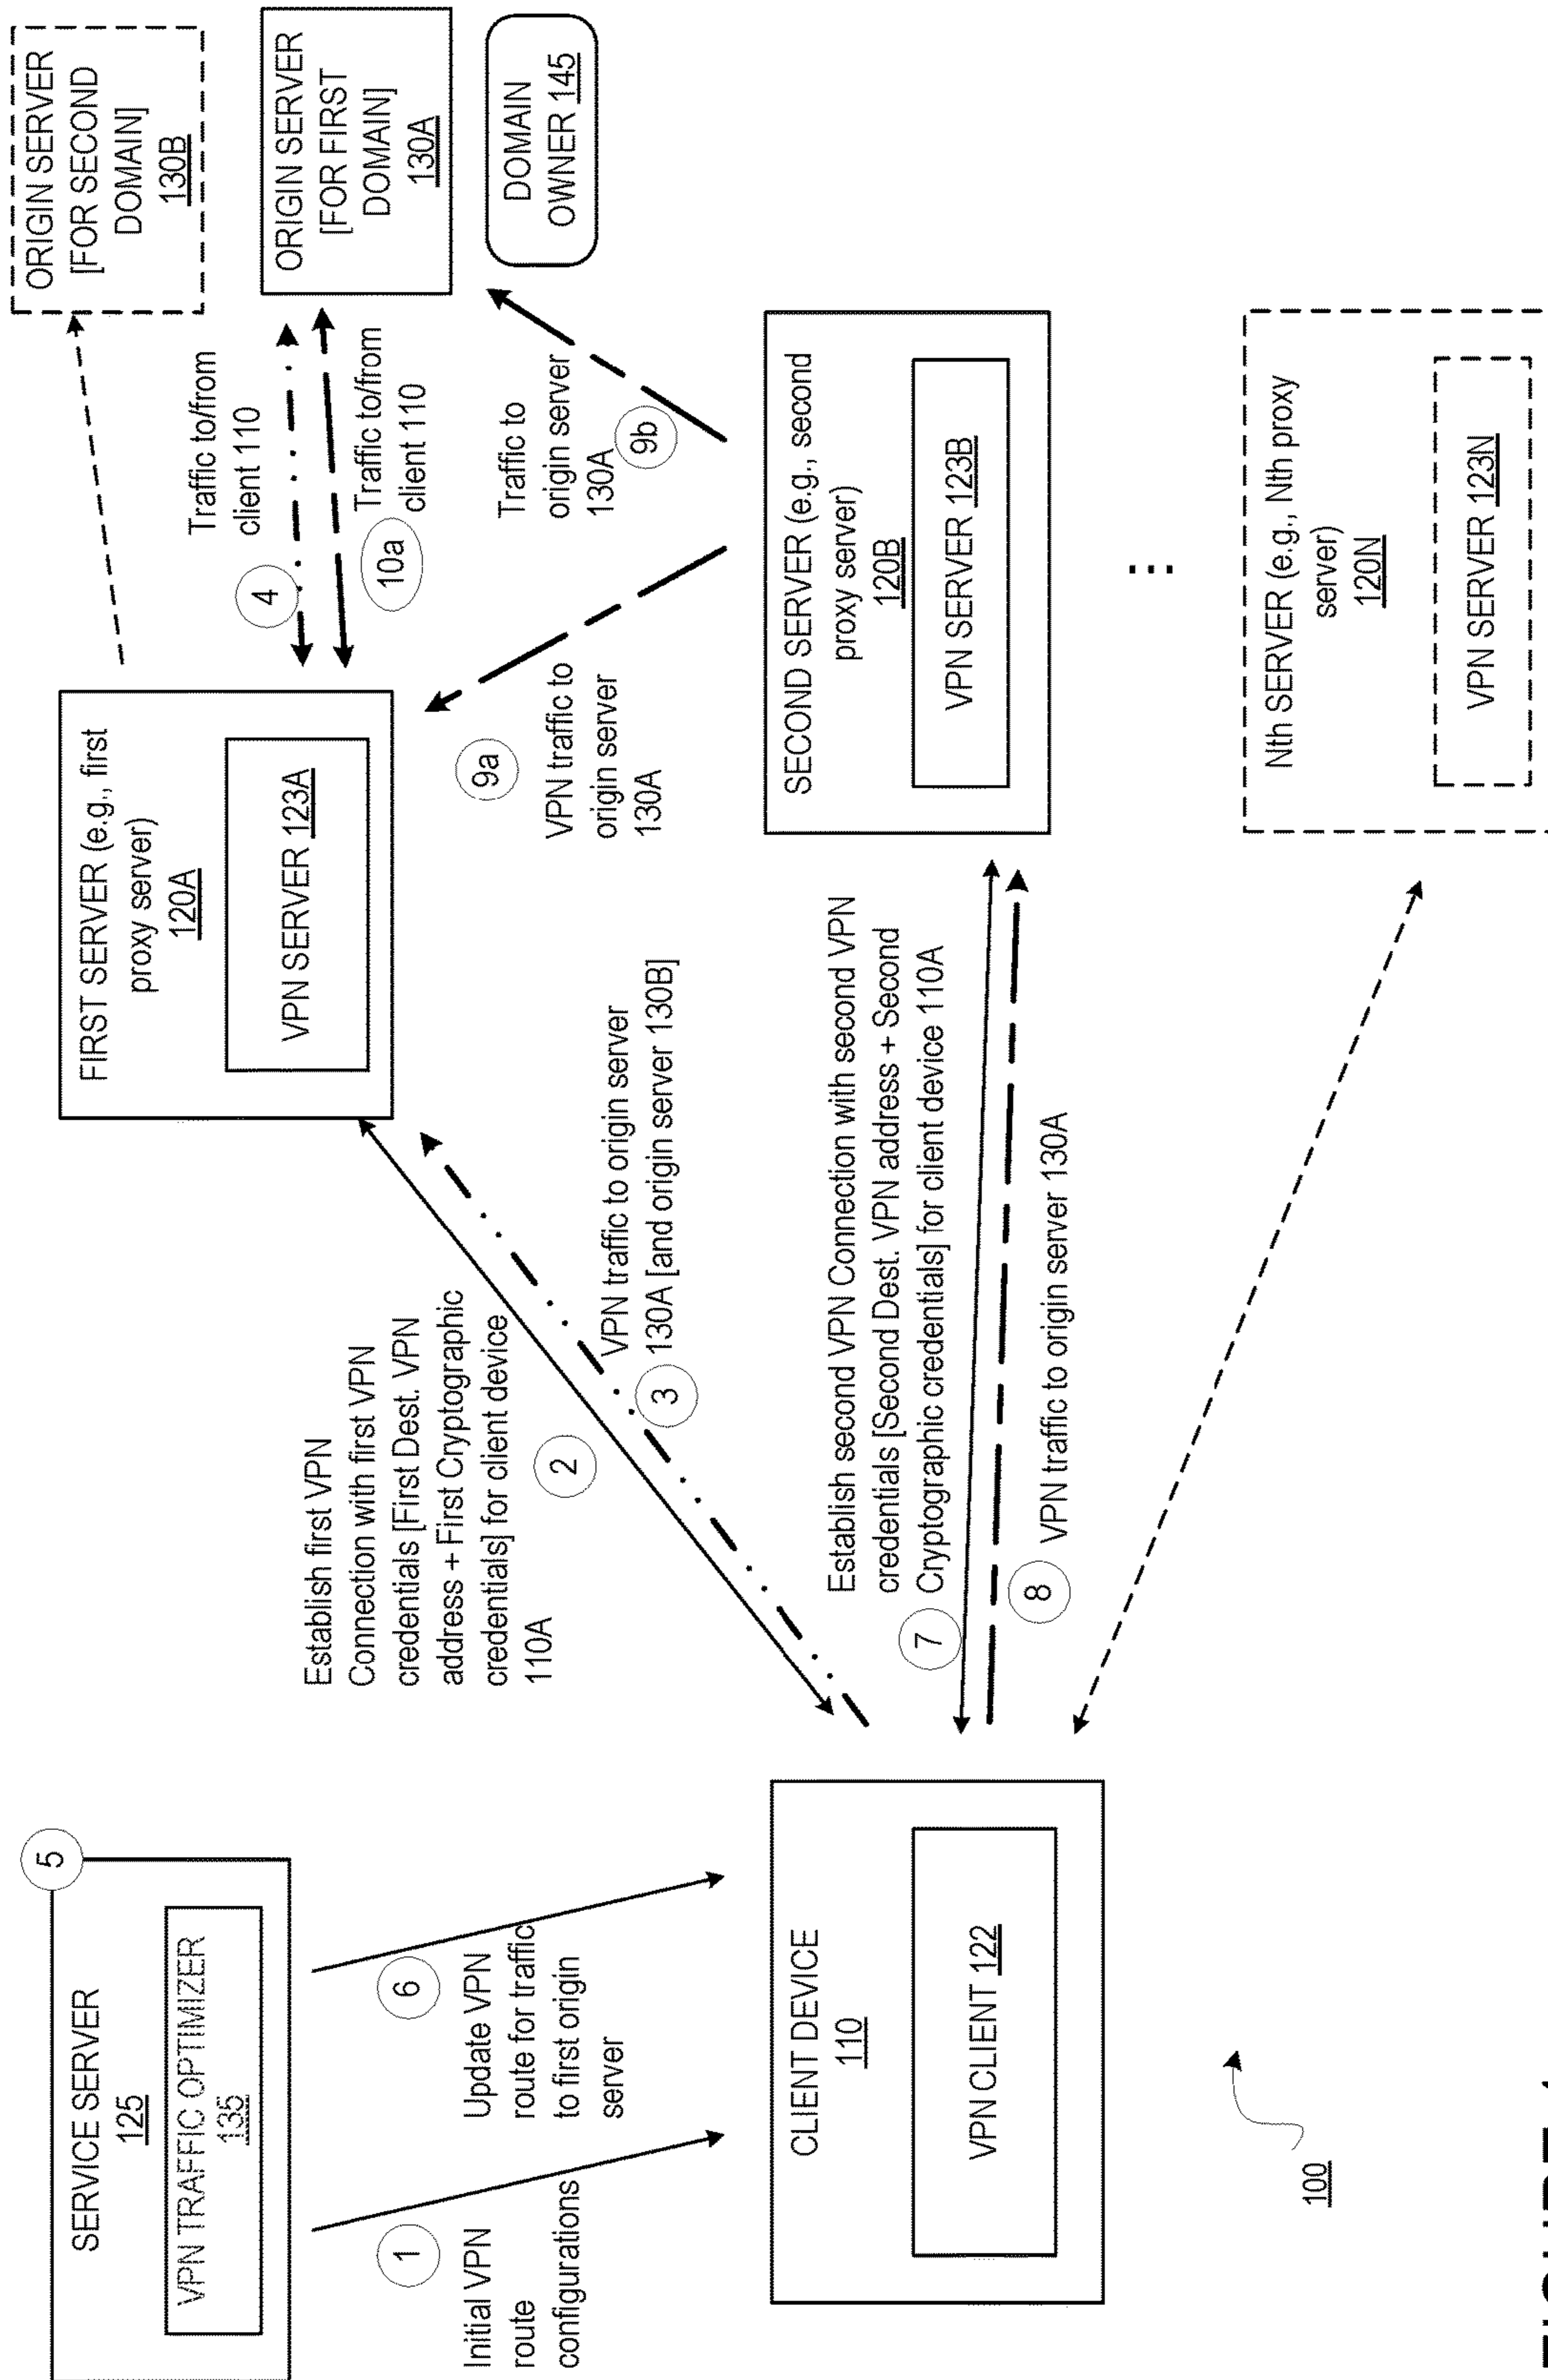 SERVICE SERVER
125
VPN TRAFFIC OPTIMIZER
135
5
1
Initial VPN
route
configurations
6
Update VPN
route for traffic
to first origin
server
CLIENT DEVICE
110
VPN CLIENT 122
100
Establish first VPN
Connection with first VPN
credentials [First Dest. VPN
address + First Cryptographic
credentials] for client device
110A
2
VPN traffic to origin server
3
130A [and origin server 130B]
Establish second VPN Connection with second VPN
credentials [Second Dest. VPN address + Second
7
Cryptographic credentials] for client device 110A
8
VPN traffic to origin server 130A
FIRST SERVER (e.g., first
proxy server)
120A
VPN SERVER 123A
9a
VPN traffic to
origin server
130A
SECOND SERVER (e.g., second
proxy server)
120B
VPN SERVER 123B
...
Nth SERVER (e.g., Nth proxy
server)
120N
VPN SERVER 123N
Traffic to/from
client 110
4
10a
Traffic to/from
client 110
Traffic to
origin server
130A
9b
ORIGIN SERVER
[FOR SECOND
DOMAIN]
130B
ORIGIN SERVER
[FOR FIRST
DOMAIN]
130A
DOMAIN
OWNER 145